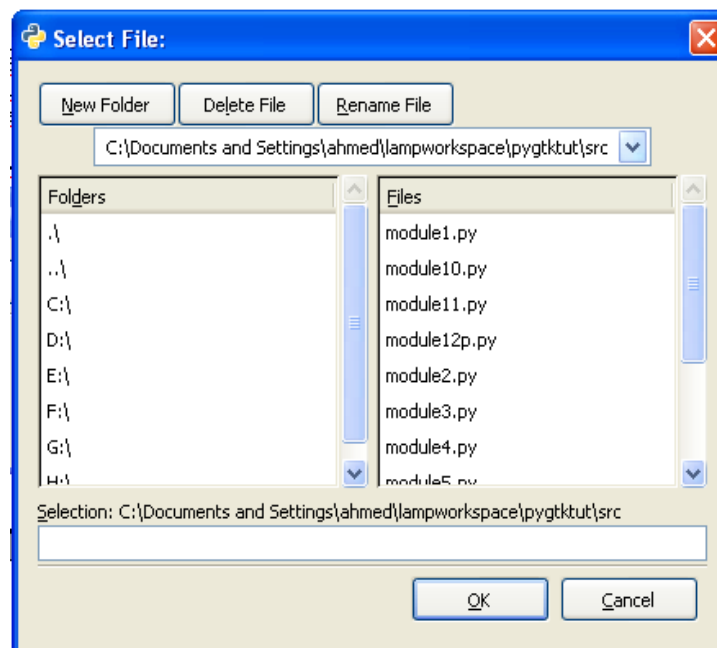 Select File:
New Folder Delete File Rename File
C:\Documents and Settings\ahmed\lampworkspace\pygtktut\src
Folders
.\
..\
C:\
D:\
E:\
F:\
G:\
H:\
Files
module1.py
module10.py
module11.py
module12p.py
module2.py
module3.py
module4.py
module5.py
Selection: C:\Documents and Settings\ahmed\lampworkspace\pygtktut\src
OK Cancel